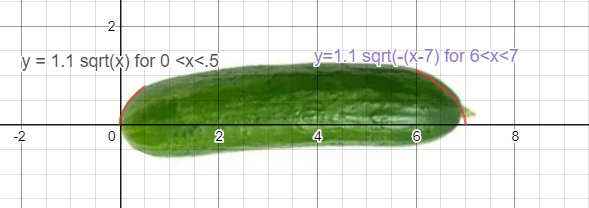 2
y = 1.1 sqrt(x) for 0 <x<.5
y=1.1 sqrt(-(x-7) for 6<x<7
-2 0 2 4 6 8